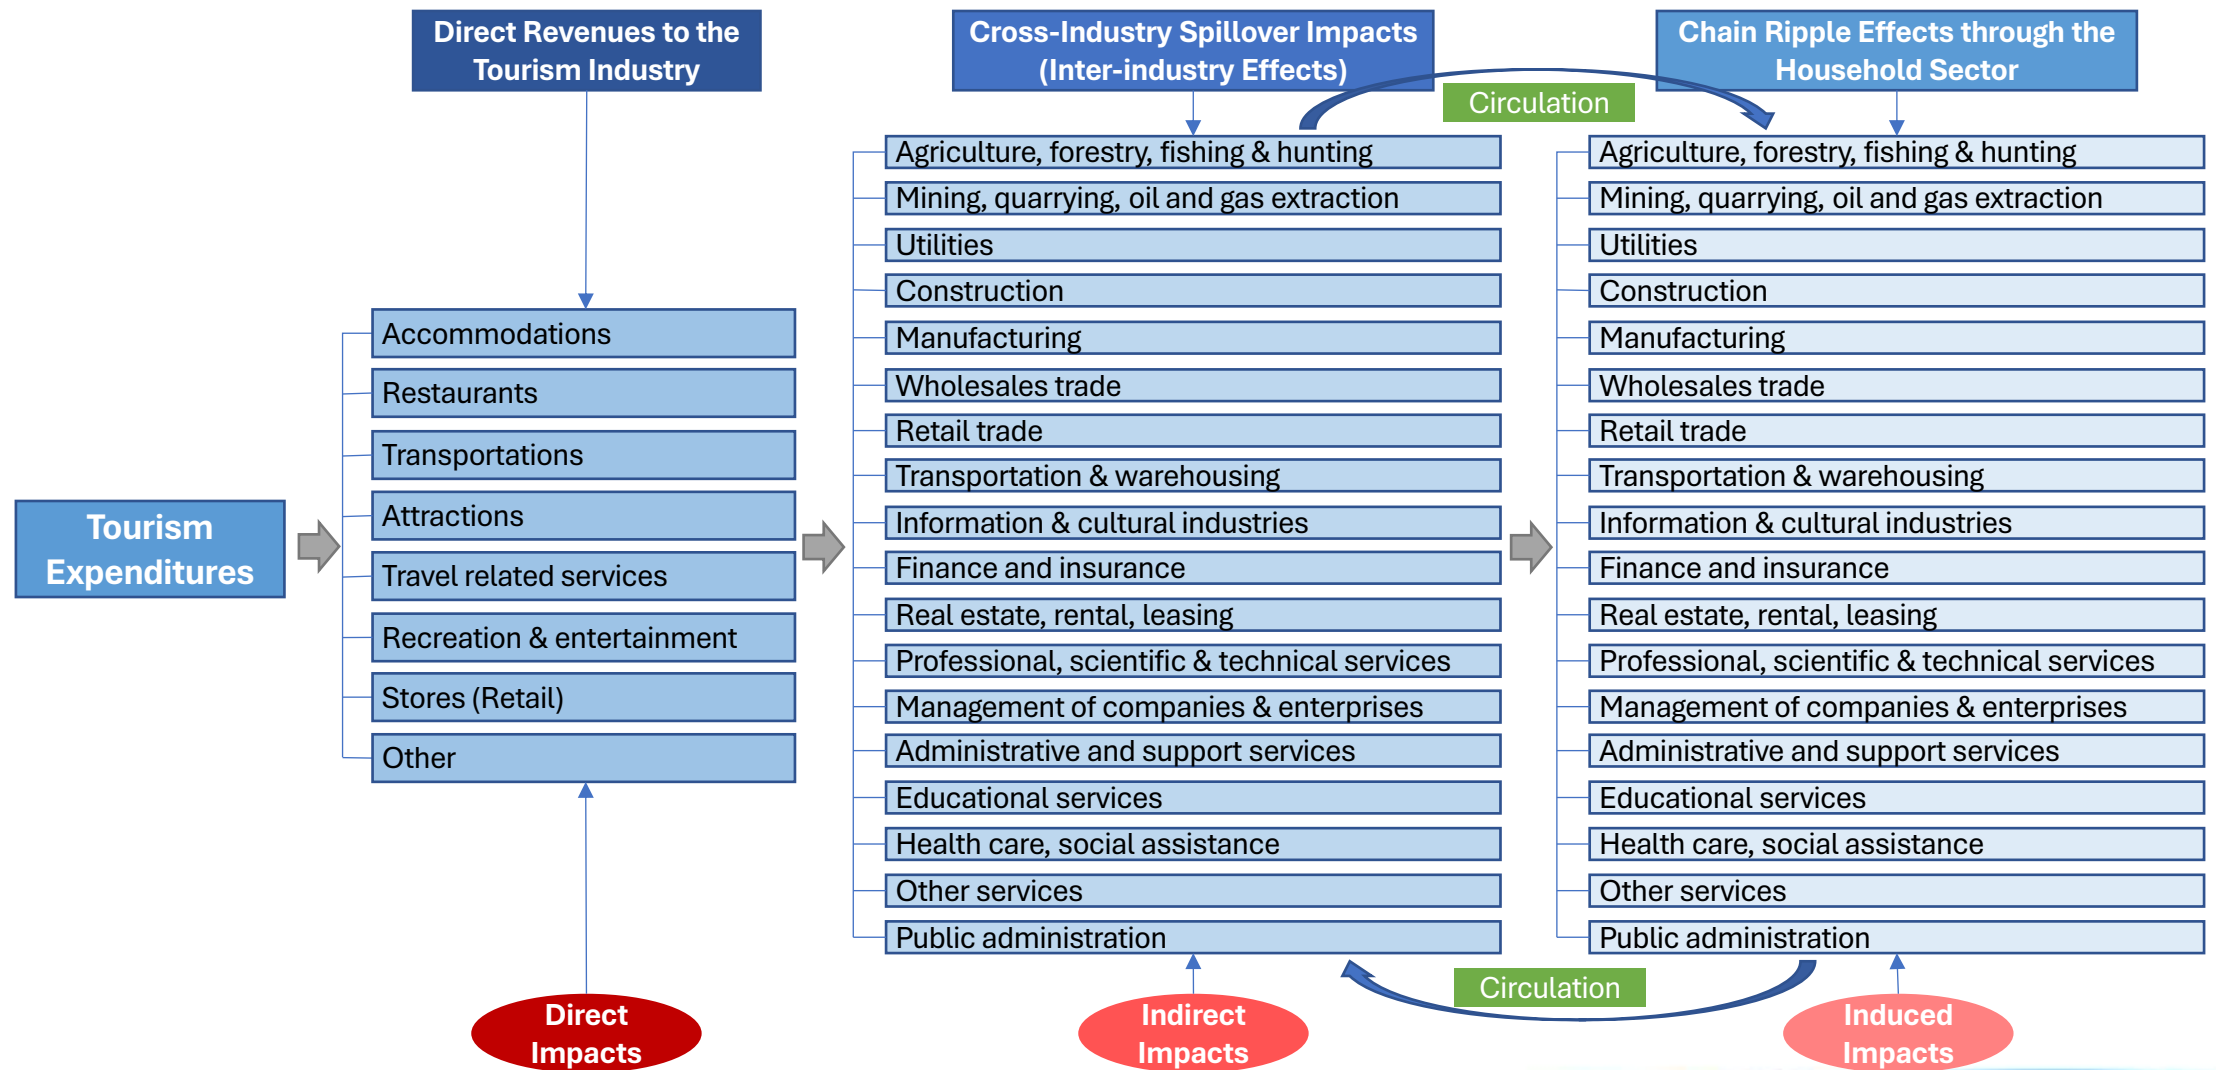 Direct Revenues to the
Tourism Industry
Cross-Industry Spillover Impacts
(Inter-industry Effects)
Chain Ripple Effects through the
Household Sector
Circulation
Tourism
Expenditures
Accommodations
Restaurants
Transportations
Attractions
Travel related services
Recreation & entertainment
Stores (Retail)
Other
Agriculture, forestry, fishing & hunting
Mining, quarrying, oil and gas extraction
Utilities
Construction
Manufacturing
Wholesales trade
Retail trade
Transportation & warehousing
Information & cultural industries
Finance and insurance
Real estate, rental, leasing
Professional, scientific & technical services
Management of companies & enterprises
Administrative and support services
Educational services
Health care, social assistance
Other services
Public administration
Agriculture, forestry, fishing & hunting
Mining, quarrying, oil and gas extraction
Utilities
Construction
Manufacturing
Wholesales trade
Retail trade
Transportation & warehousing
Information & cultural industries
Finance and insurance
Real estate, rental, leasing
Professional, scientific & technical services
Management of companies & enterprises
Administrative and support services
Educational services
Health care, social assistance
Other services
Public administration
Circulation
Direct
Impacts
Indirect
Impacts
Induced
Impacts